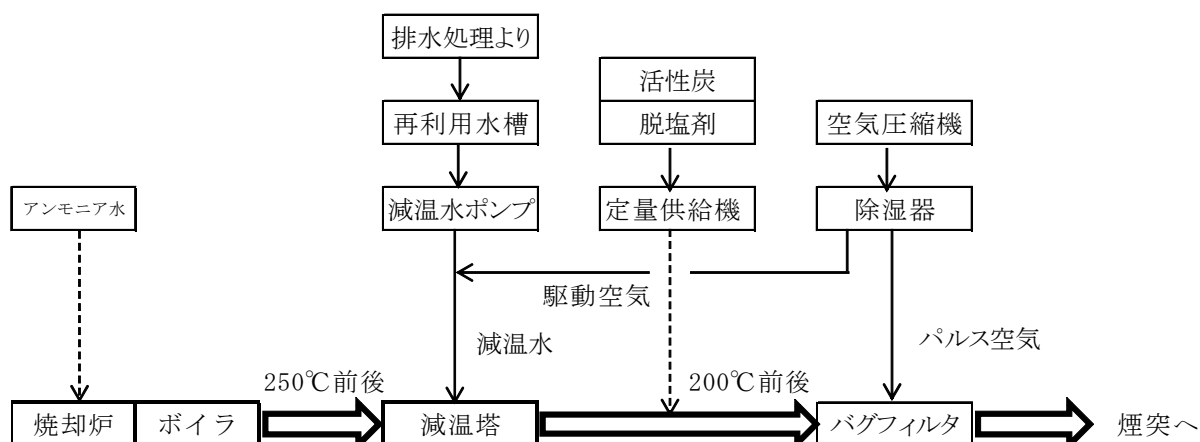 排水処理より
活性炭
再利用水槽
脱塩剤
空気圧縮機
アンモニア水
減温水ポンプ
定量供給機
除湿器
駆動空気
減温水
パルス空気
250℃前後
200℃前後
焼却炉
ボイラ
減温塔
バグフィルタ
煙突へ